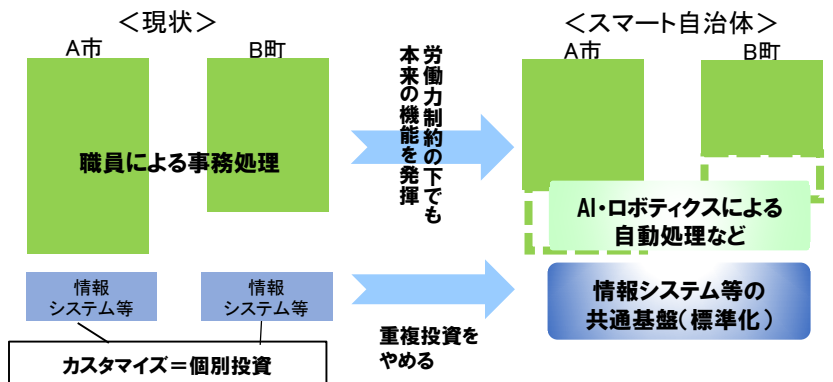 <現状>
A市
B町
職員による事務処理
情報
システム等
情報
システム等
カスタマイズ=個別投資
労働力制約の下でも
本来の機能を発揮
重複投資を
やめる
<スマート自治体>
A市
B町
AI・ロボティクスによる
自動処理など
情報システム等の
共通基盤(標準化)